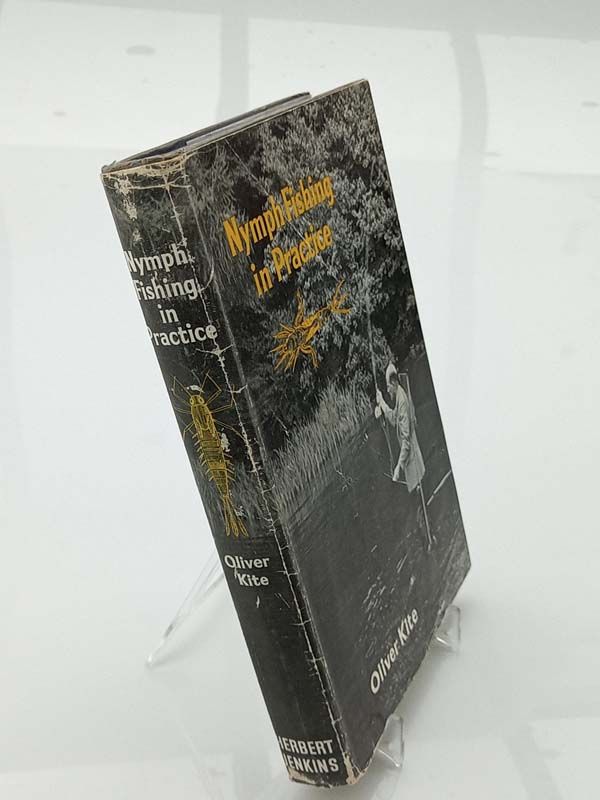 Nymph
Fishing
in
Practice
Oliver
Kite
HERBERT
JENKINS
Nymph Fishing
in Practice
Oliver Kite